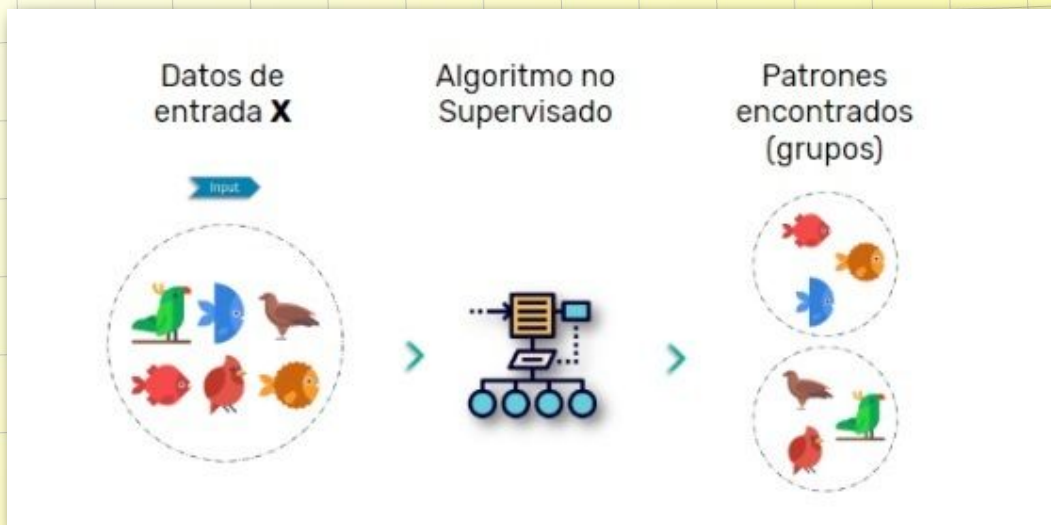 Datos de
entrada X
Algoritmo no
Supervisado
Patrones
encontrados
(grupos)
Input